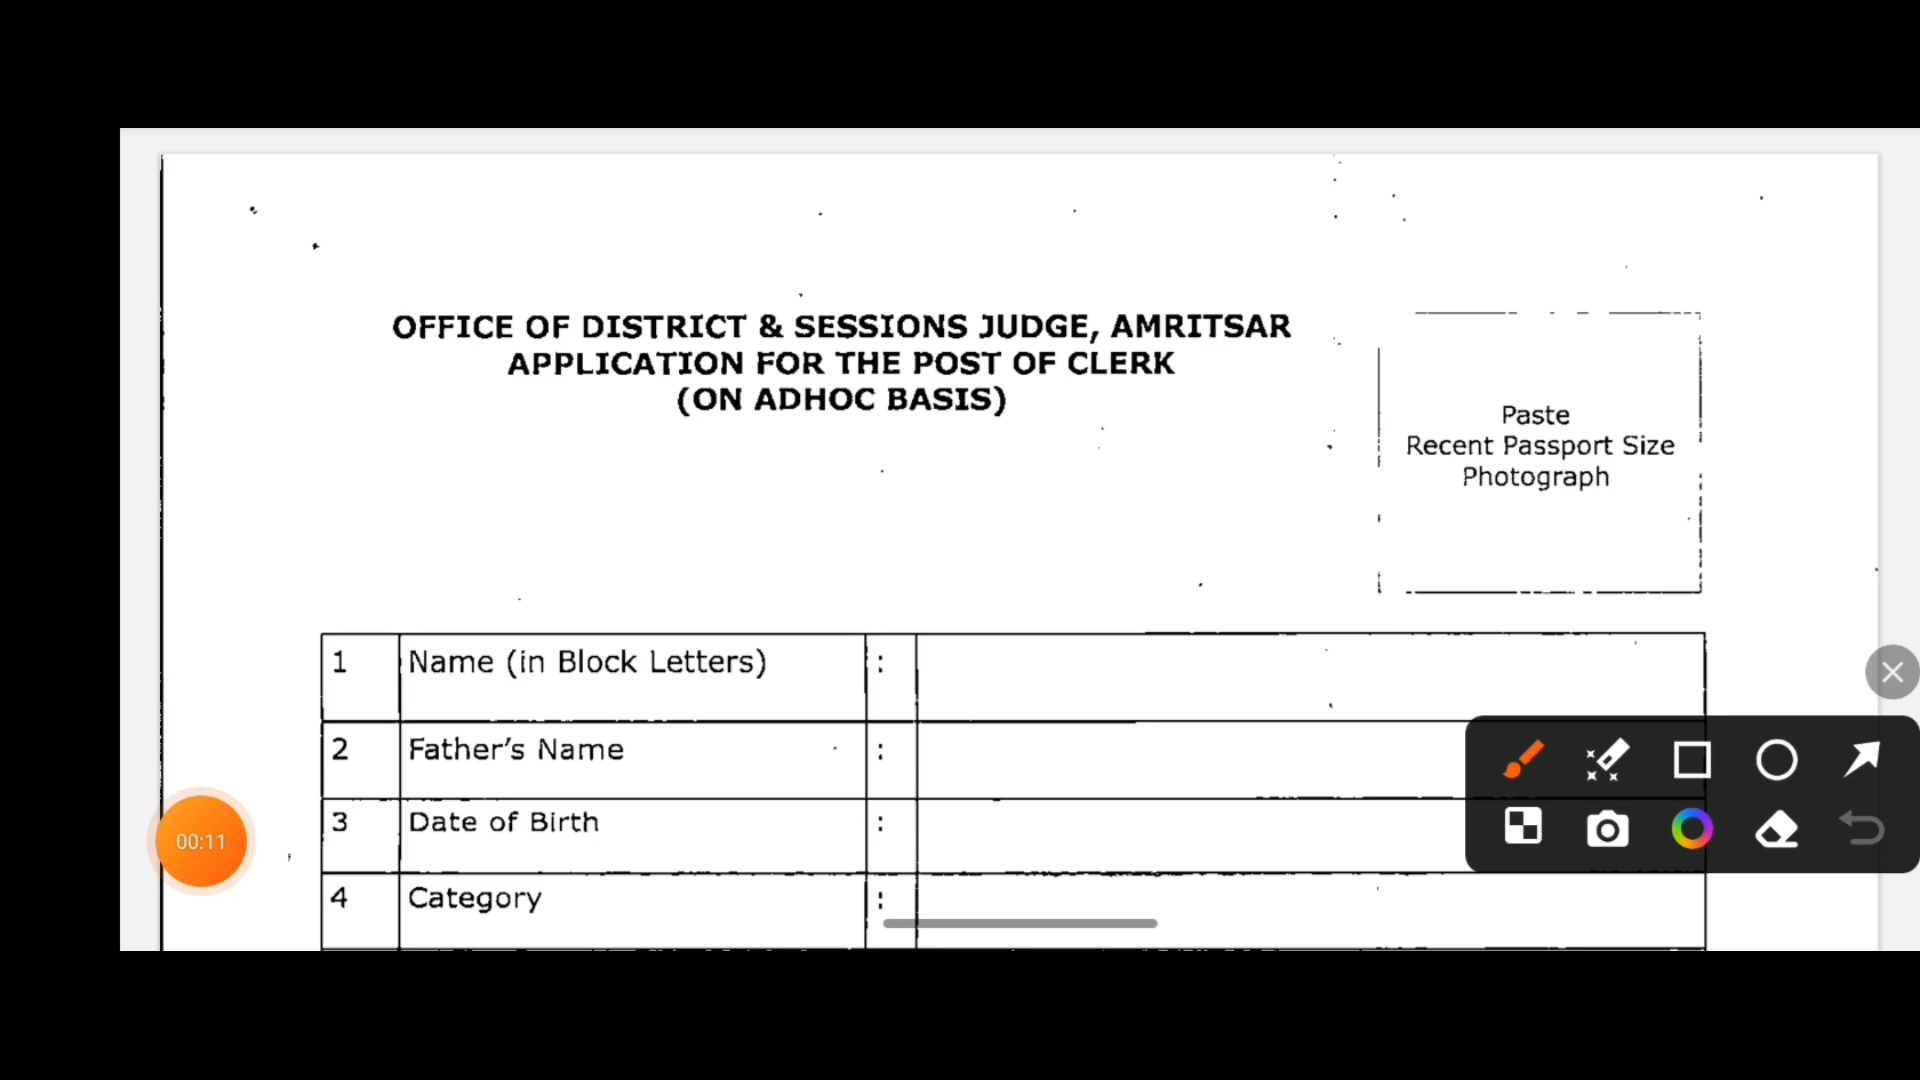 OFFICE OF DISTRICT & SESSIONS JUDGE, AMRITSAR
APPLICATION FOR THE POST OF CLERK
(ON ADHOC BASIS)
Paste
Recent Passport Size
Photograph
1 Name (in Block Letters) :
2 Father's Name :
3 Date of Birth :
4 Category :
00:11